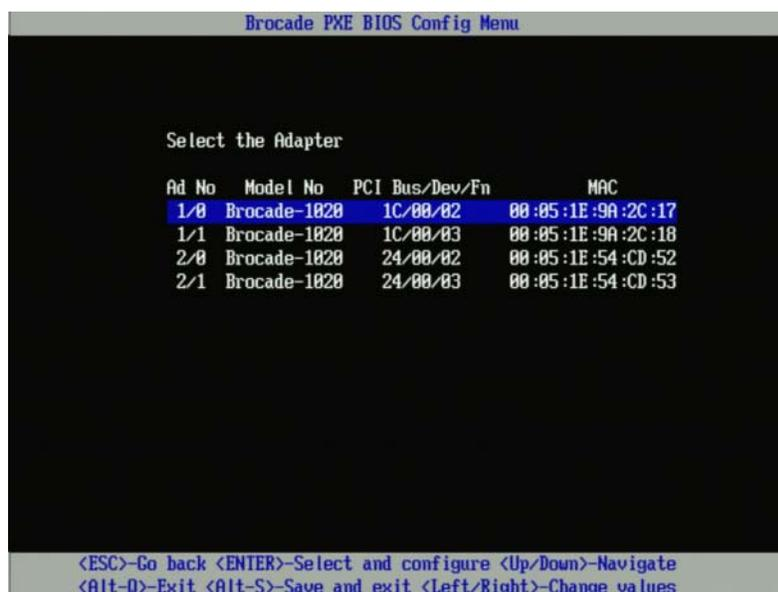 Brocade PXE BIOS Config Menu
Select the Adapter
Ad No Model No PCI Bus/Dev/Fn MAC
1/0 Brocade-1020 1C/00/02 00:05:1E:9A:2C:17
1/1 Brocade-1020 1C/00/03 00:05:1E:9A:2C:18
2/0 Brocade-1020 24/00/02 00:05:1E:54:CD:52
2/1 Brocade-1020 24/00/03 00:05:1E:54:CD:53
<ESC>-Go back <ENTER>-Select and configure <Up/Down>-Navigate
<Alt-Q>-Exit <Alt-S>-Save and exit <Left/Right>-Change values